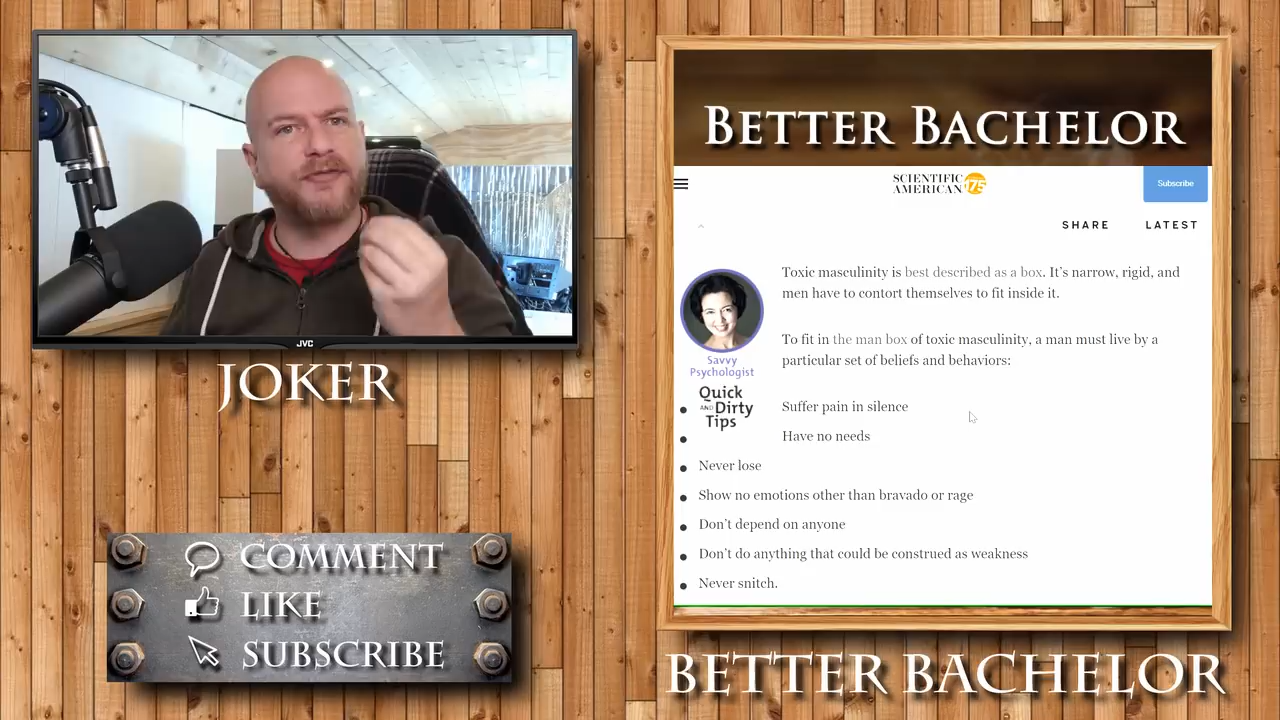 JVC
JOKER
COMMENT
LIKE
SUBSCRIBE
BETTER BACHELOR
SCIENTIFIC
AMERICAN 175
Subscribe
SHARE LATEST
Toxic masculinity is best described as a box. It's narrow, rigid, and
men have to contort themselves to fit inside it.
To fit in the man box of toxic masculinity, a man must live by a
particular set of beliefs and behaviors:
Savvy
Psychologist
Quick
AND Dirty
Tips
Suffer pain in silence
Have no needs
Never lose
Show no emotions other than bravado or rage
Don't depend on anyone
Don't do anything that could be construed as weakness
Never snitch.
BETTER BACHELOR